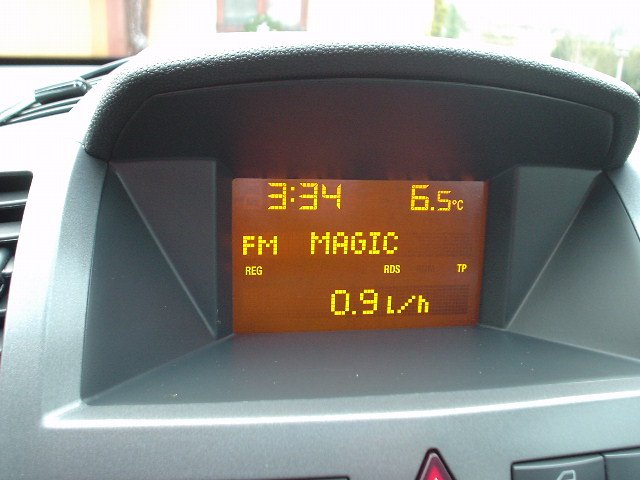 3:34 6.5°C
FM MAGIC
REG RDS TP
0.9 l/h